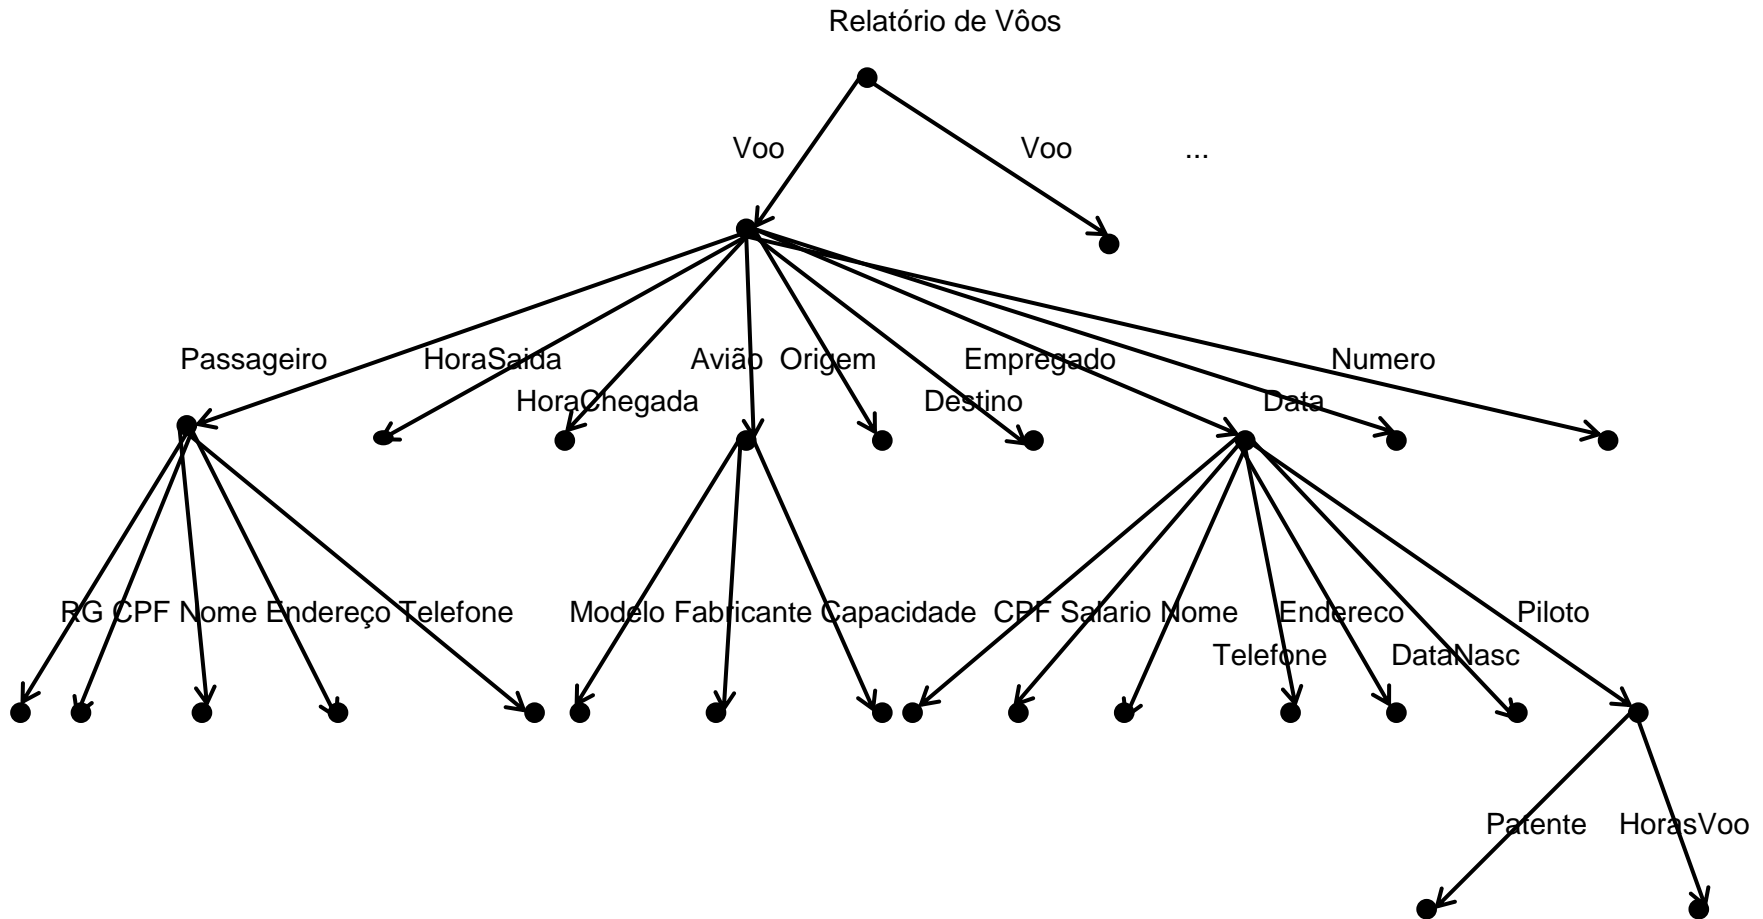 Relatório de Vôos
Voo Voo ...
Passageiro HoraSaida Avião Origem Empregado Numero
HoraChegada Destino Data
RG CPF Nome Endereço Telefone Modelo Fabricante Capacidade CPF Salario Nome Endereco Piloto
Telefone DataNasc
Patente HorasVoo